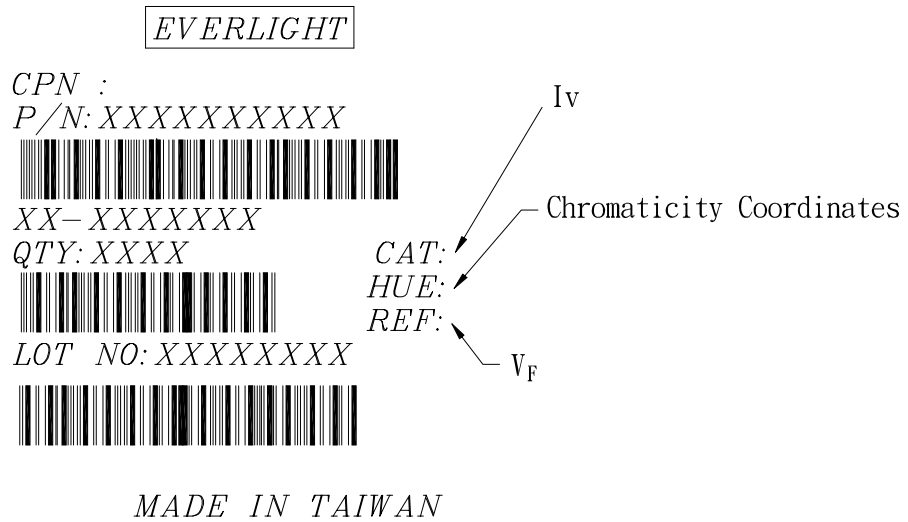 EVERLIGHT
CPN :
P/N:XXXXXXXXXX
Iv
XX-XXXXXXX
Chromaticity Coordinates
QTY:XXXX
CAT:
HUE:
REF:
LOT NO:XXXXXXXX
VF
MADE IN TAIWAN